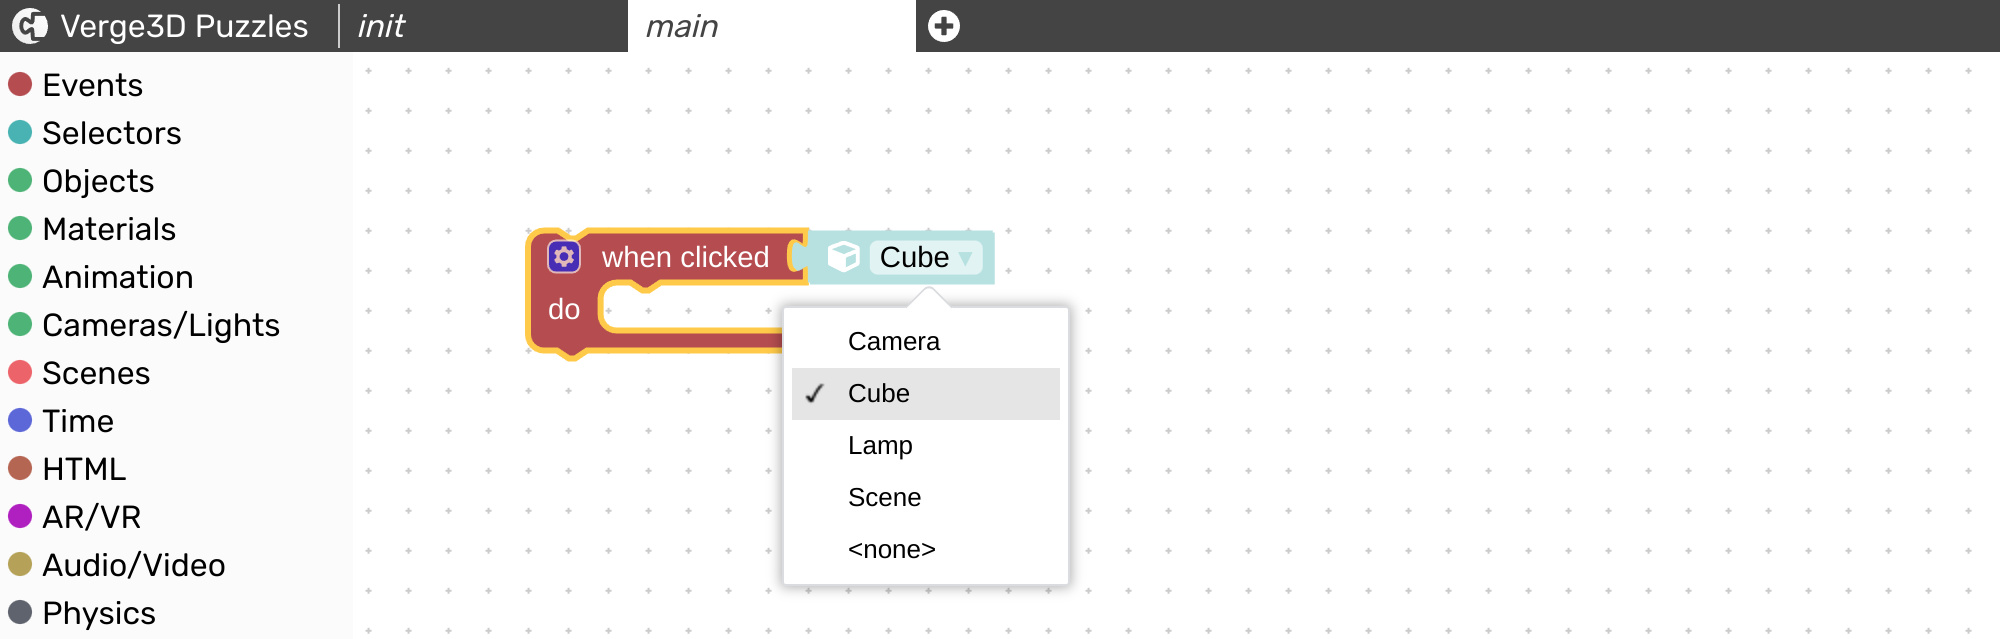 Verge3D Puzzles init main
Events
Selectors
Objects
Materials
Animation
Cameras/Lights
Scenes
Time
HTML
AR/VR
Audio/Video
Physics
when clicked Cube
do
Camera
Cube
Lamp
Scene
<none>